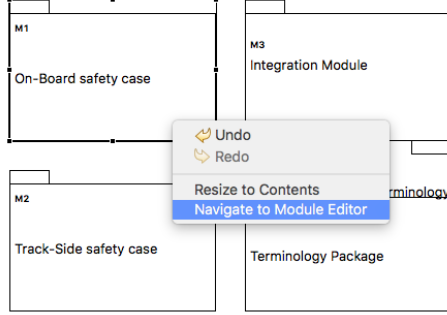 M1
On-Board safety case
M3
Integration Module
Undo
Redo
Resize to Contents
Navigate to Module Editor
M2
Track-Side safety case
rminology
Terminology Package